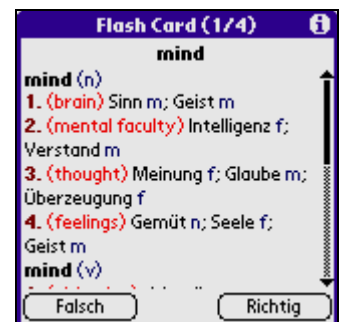 Flash Card (1/4)
mind
mind (n)
1. (brain) Sinn m; Geist m
2. (mental faculty) Intelligenz f;
Verstand m
3. (thought) Meinung f; Glaube m;
Überzeugung f
4. (feelings) Gemüt n; Seele f;
Geist m
mind (v)
Falsch
Richtig